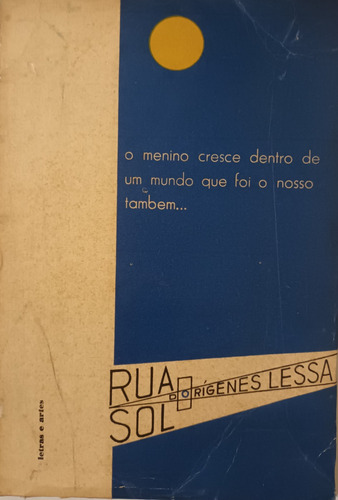 o menino cresce dentro de
um mundo que foi o nosso
tambem...
RUA
DO
SOL
ORÍGENES LESSA
letras e artes